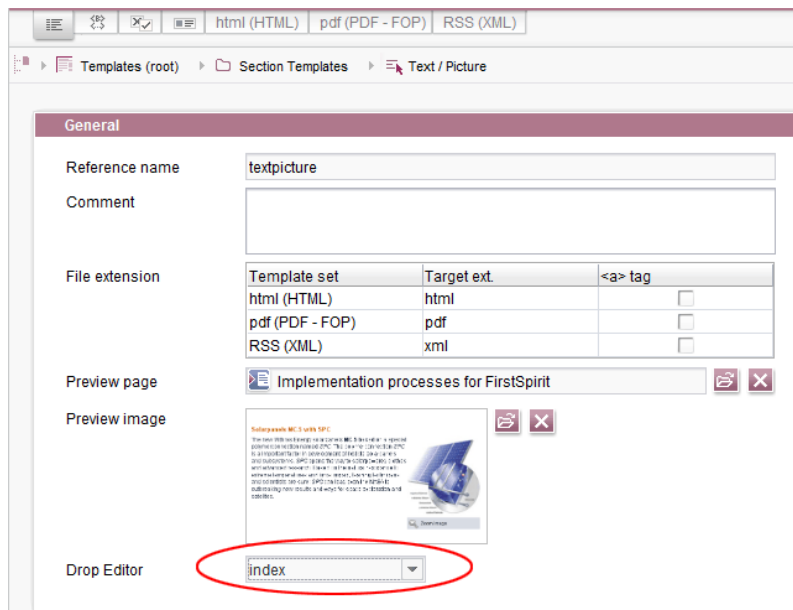 html (HTML) pdf (PDF - FOP) RSS (XML)
Templates (root) Section Templates Text / Picture
General
Reference name textpicture
Comment
File extension Template set Target ext. <a> tag
html (HTML) html
pdf (PDF - FOP) pdf
RSS (XML) xml
Preview page Implementation processes for FirstSpirit
Preview image
Solarpanels MC-3 with SPC
Drop Editor index